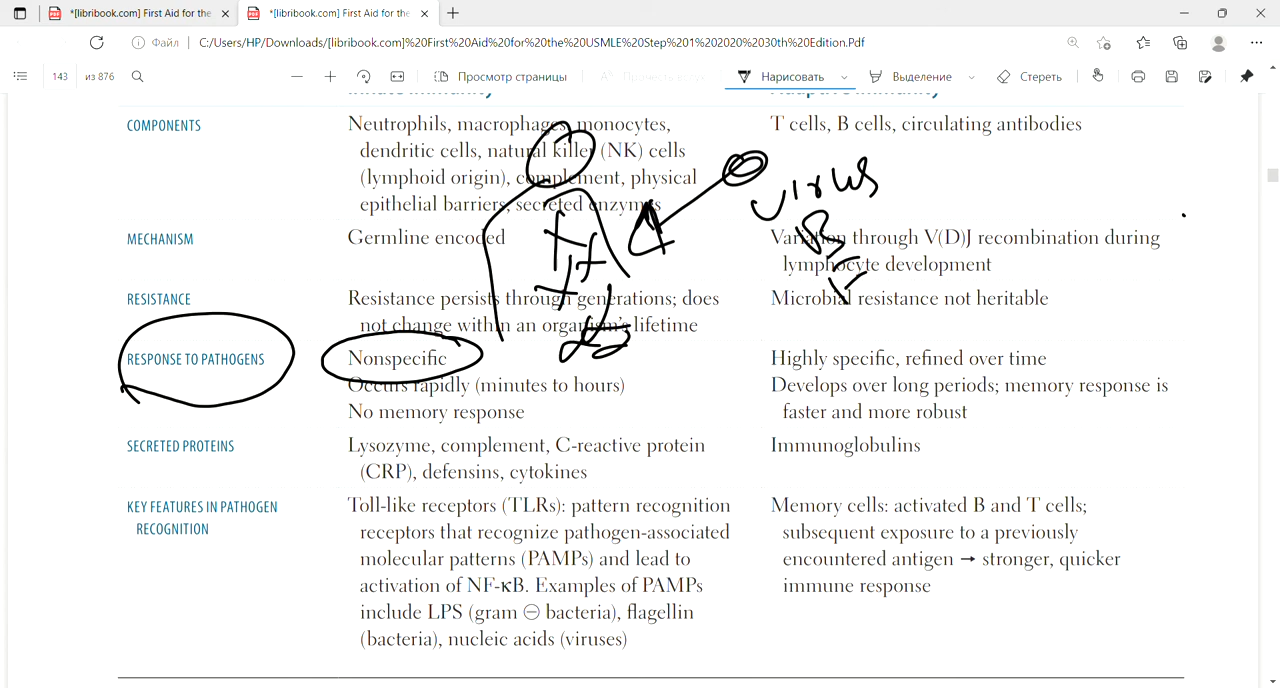 *[libribook.com] First Aid for the
*[libribook.com] First Aid for the
Файл
C:/Users/HP/Downloads/[libribook.com]%20First%20Aid%20for%20the%20USMLE%20Step%201%202020%2030th%20Edition.Pdf
143 из 876
Просмотр страницы
Прочесть вслух
Нарисовать
Выделение
Стереть
COMPONENTS
Neutrophils, macrophages, monocytes,
dendritic cells, natural killer (NK) cells
(lymphoid origin), complement, physical
epithelial barriers, secreted enzymes
T cells, B cells, circulating antibodies
virus
B
MECHANISM
Germline encoded
Variation through V(D)J recombination during
lymphocyte development
RESISTANCE
Resistance persists through generations; does
not change within an organism's lifetime
Microbial resistance not heritable
RESPONSE TO PATHOGENS
Nonspecific
Occurs rapidly (minutes to hours)
No memory response
Highly specific, refined over time
Develops over long periods; memory response is
faster and more robust
SECRETED PROTEINS
Lysozyme, complement, C-reactive protein
(CRP), defensins, cytokines
Immunoglobulins
KEY FEATURES IN PATHOGEN
RECOGNITION
Toll-like receptors (TLRs): pattern recognition
receptors that recognize pathogen-associated
molecular patterns (PAMPs) and lead to
activation of NF-κB. Examples of PAMPs
include LPS (gram ⊖ bacteria), flagellin
(bacteria), nucleic acids (viruses)
Memory cells: activated B and T cells;
subsequent exposure to a previously
encountered antigen → stronger, quicker
immune response